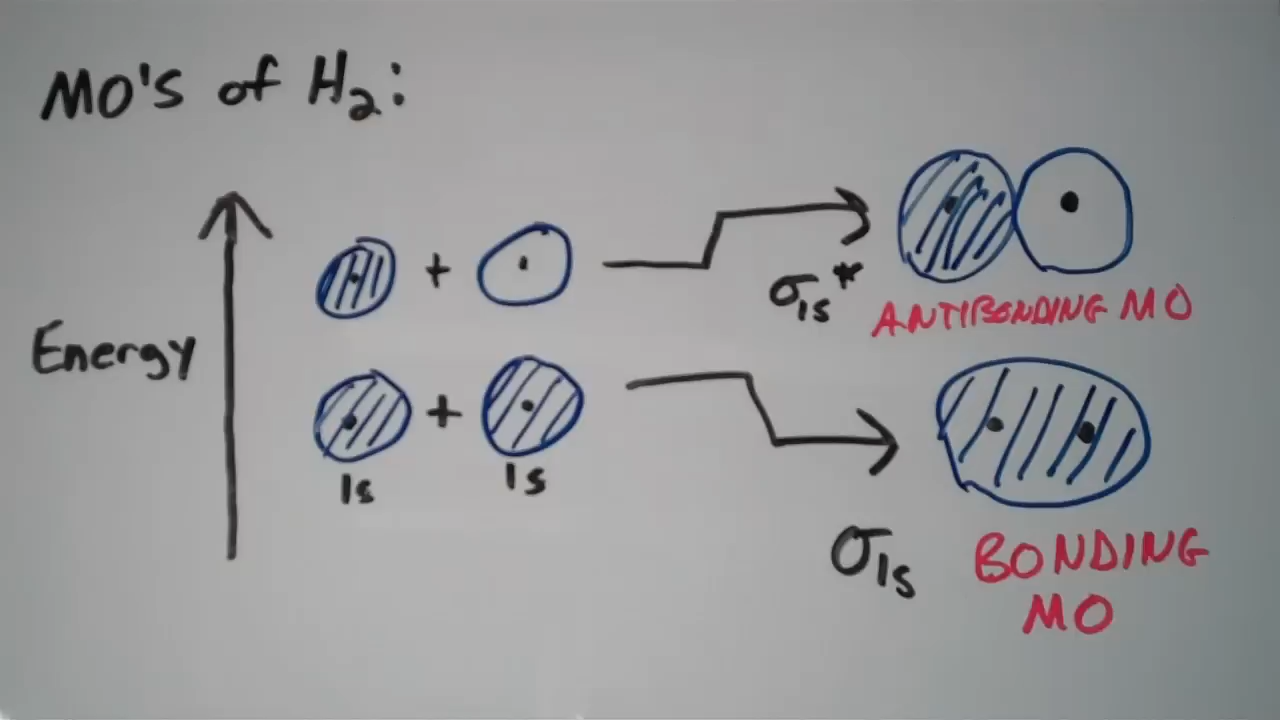 MO's of H₂:
Energy
+
σ₁s*
ANTIBONDING MO
+
1s
1s
σ₁s
BONDING
MO